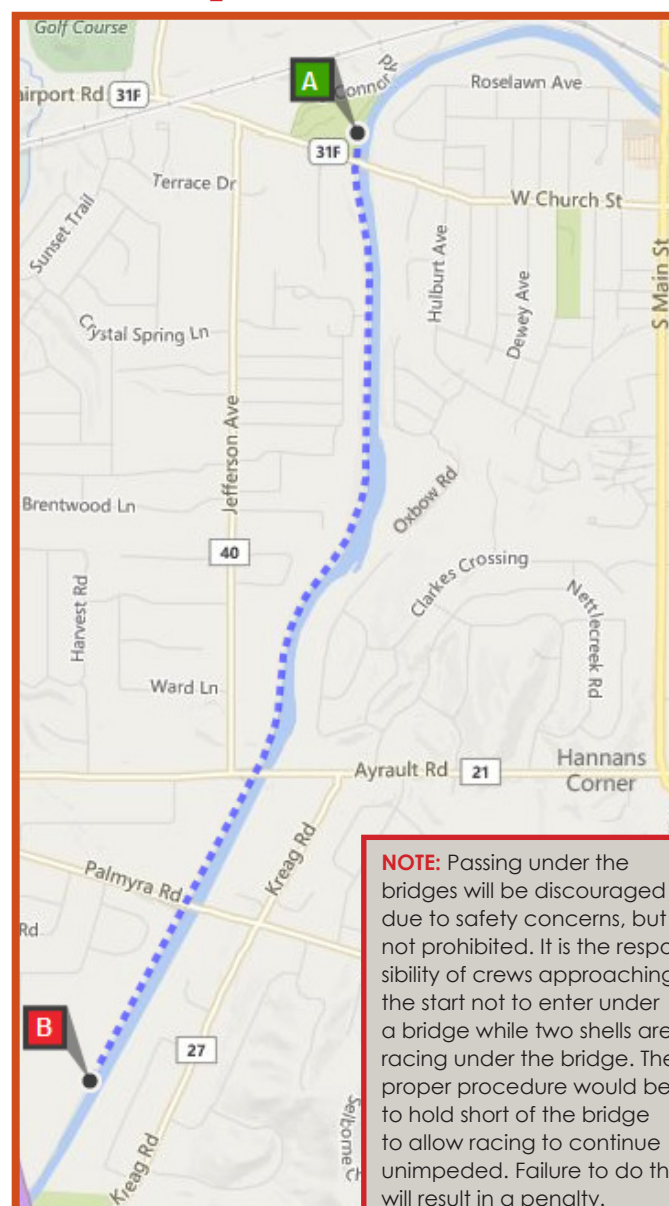 Golf Course
A
Connor
Roselawn Ave
31F
31F
Terrace Dr
W Church St
Sunset Trail
Hulburt Ave
Dewey Ave
S Main St
Crystal Spring Ln
Jefferson Ave
Brentwood Ln
Oxbow Rd
40
Clarkes Crossing
Harvest Rd
Nettlecreek Rd
Ward Ln
Ayrault Rd
21
Hannans
Corner
Kreag Rd
Palmyra Rd
Rd
B
27
Kreag Rd
NOTE: Passing under the
bridges will be discouraged
due to safety concerns, but
not prohibited. It is the respo
sibility of crews approaching
the start not to enter under
a bridge while two shells are
racing under the bridge. The
proper procedure would be
to hold short of the bridge
to allow racing to continue
unimpeded. Failure to do th
will result in a penalty.